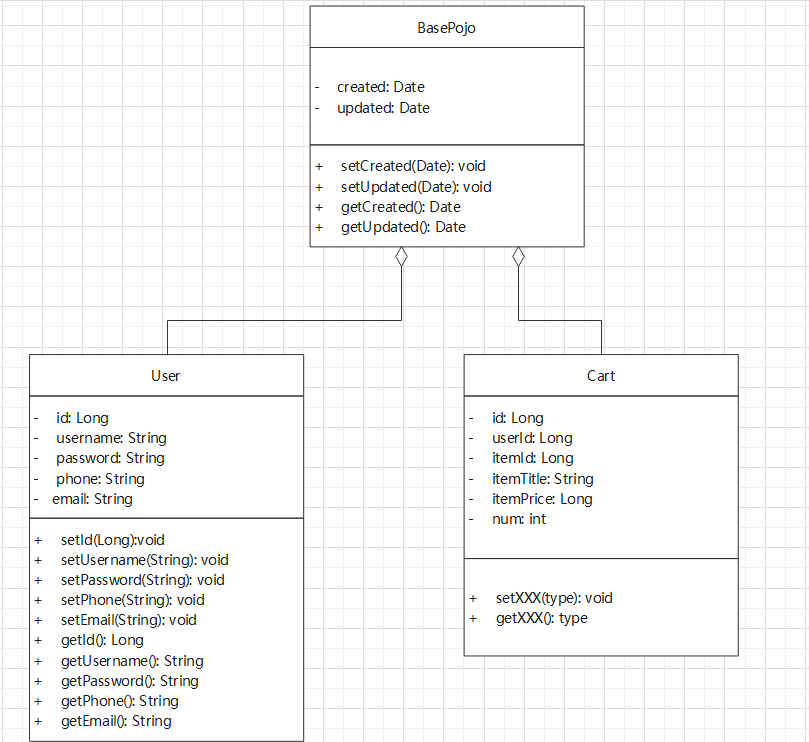 BasePojo
- created: Date
- updated: Date
+ setCreated(Date): void
+ setUpdated(Date): void
+ getCreated(): Date
+ getUpdated(): Date
User
- id: Long
- username: String
- password: String
- phone: String
- email: String
+ setId(Long):void
+ setUsername(String): void
+ setPassword(String): void
+ setPhone(String): void
+ setEmail(String): void
+ getId(): Long
+ getUsername(): String
+ getPassword(): String
+ getPhone(): String
+ getEmail(): String
Cart
- id: Long
- userId: Long
- itemId: Long
- itemTitle: String
- itemPrice: Long
- num: int
+ setXXX(type): void
+ getXXX(): type